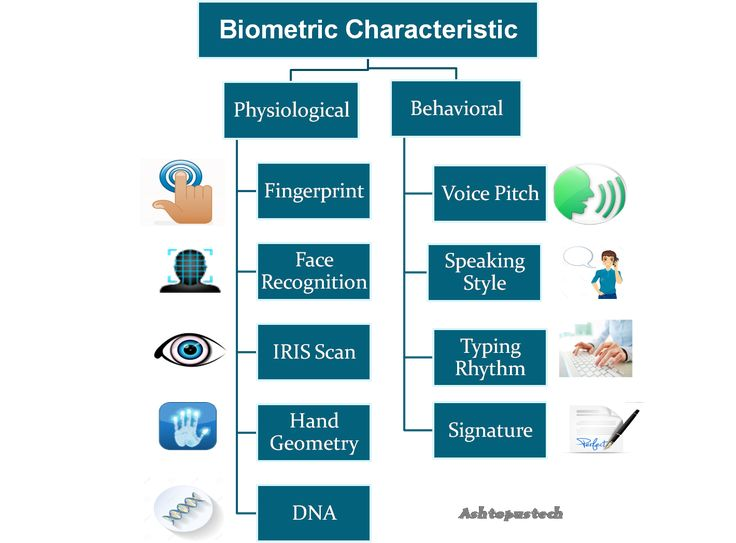 Biometric Characteristic
Physiological
Behavioral
Fingerprint
Voice Pitch
Face
Recognition
Speaking
Style
IRIS Scan
Typing
Rhythm
Hand
Geometry
Signature
Perfect
DNA
Ashtopustech